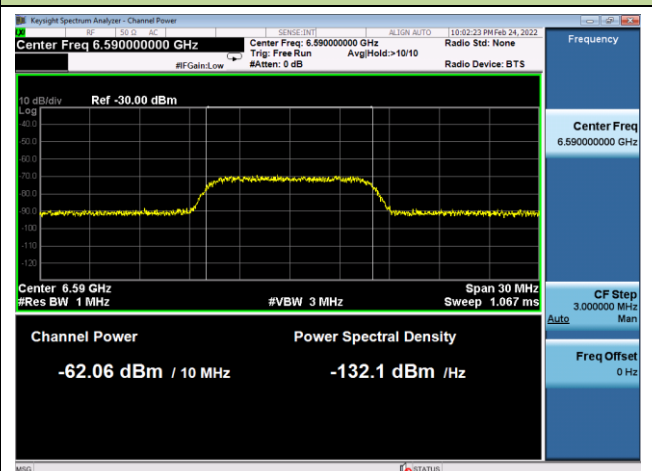 Keysight Spectrum Analyzer - Channel Power
RF 50 Ω AC SENSE:INT ALIGN AUTO 10:02:23 PM Feb 24, 2022
Center Freq 6.590000000 GHz Center Freq: 6.590000000 GHz Radio Std: None Frequency
Trig: Free Run Avg|Hold:>10/10
#IFGain:Low #Atten: 0 dB Radio Device: BTS
10 dB/div Ref -30.00 dBm
Log
-40.0
-50.0
-60.0
-70.0
-80.0
-90.0
-100
-110
-120
Center Freq
6.590000000 GHz
Center 6.59 GHz Span 30 MHz
#Res BW 1 MHz #VBW 3 MHz Sweep 1.067 ms
CF Step
3.000000 MHz
Auto Man
Channel Power Power Spectral Density
-62.06 dBm / 10 MHz -132.1 dBm /Hz
Freq Offset
0 Hz
MSG STATUS